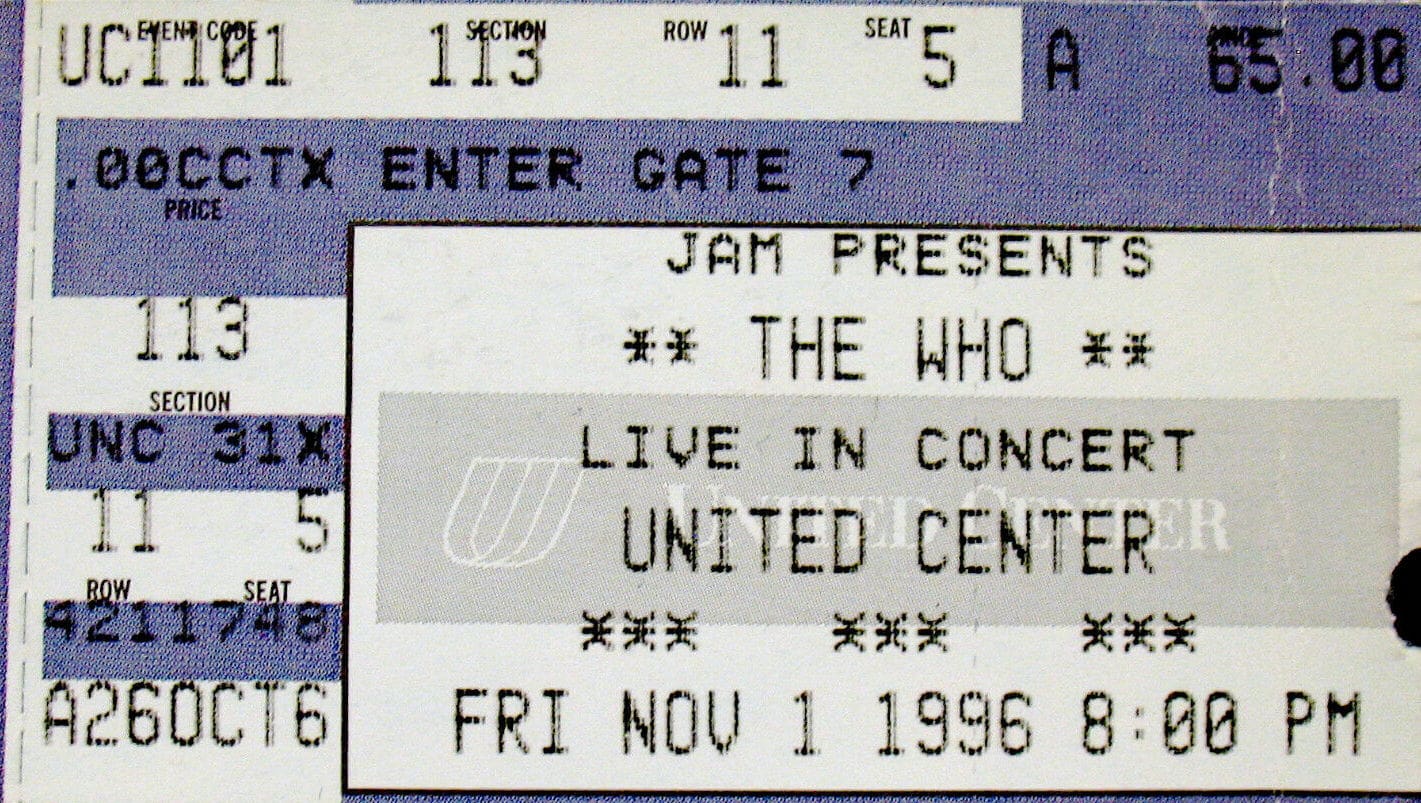 EVENT CODE SECTION ROW SEAT
UC1101 113 11 5 A 65.00
.00CCTX ENTER GATE 7
PRICE
JAM PRESENTS
113
** THE WHO **
SECTION
UNC 31X
LIVE IN CONCERT
UNITED CENTER
11 5
UNITED CENTER
ROW SEAT
A211748
*** *** ***
A26OCT6
FRI NOV 1 1996 8:00 PM